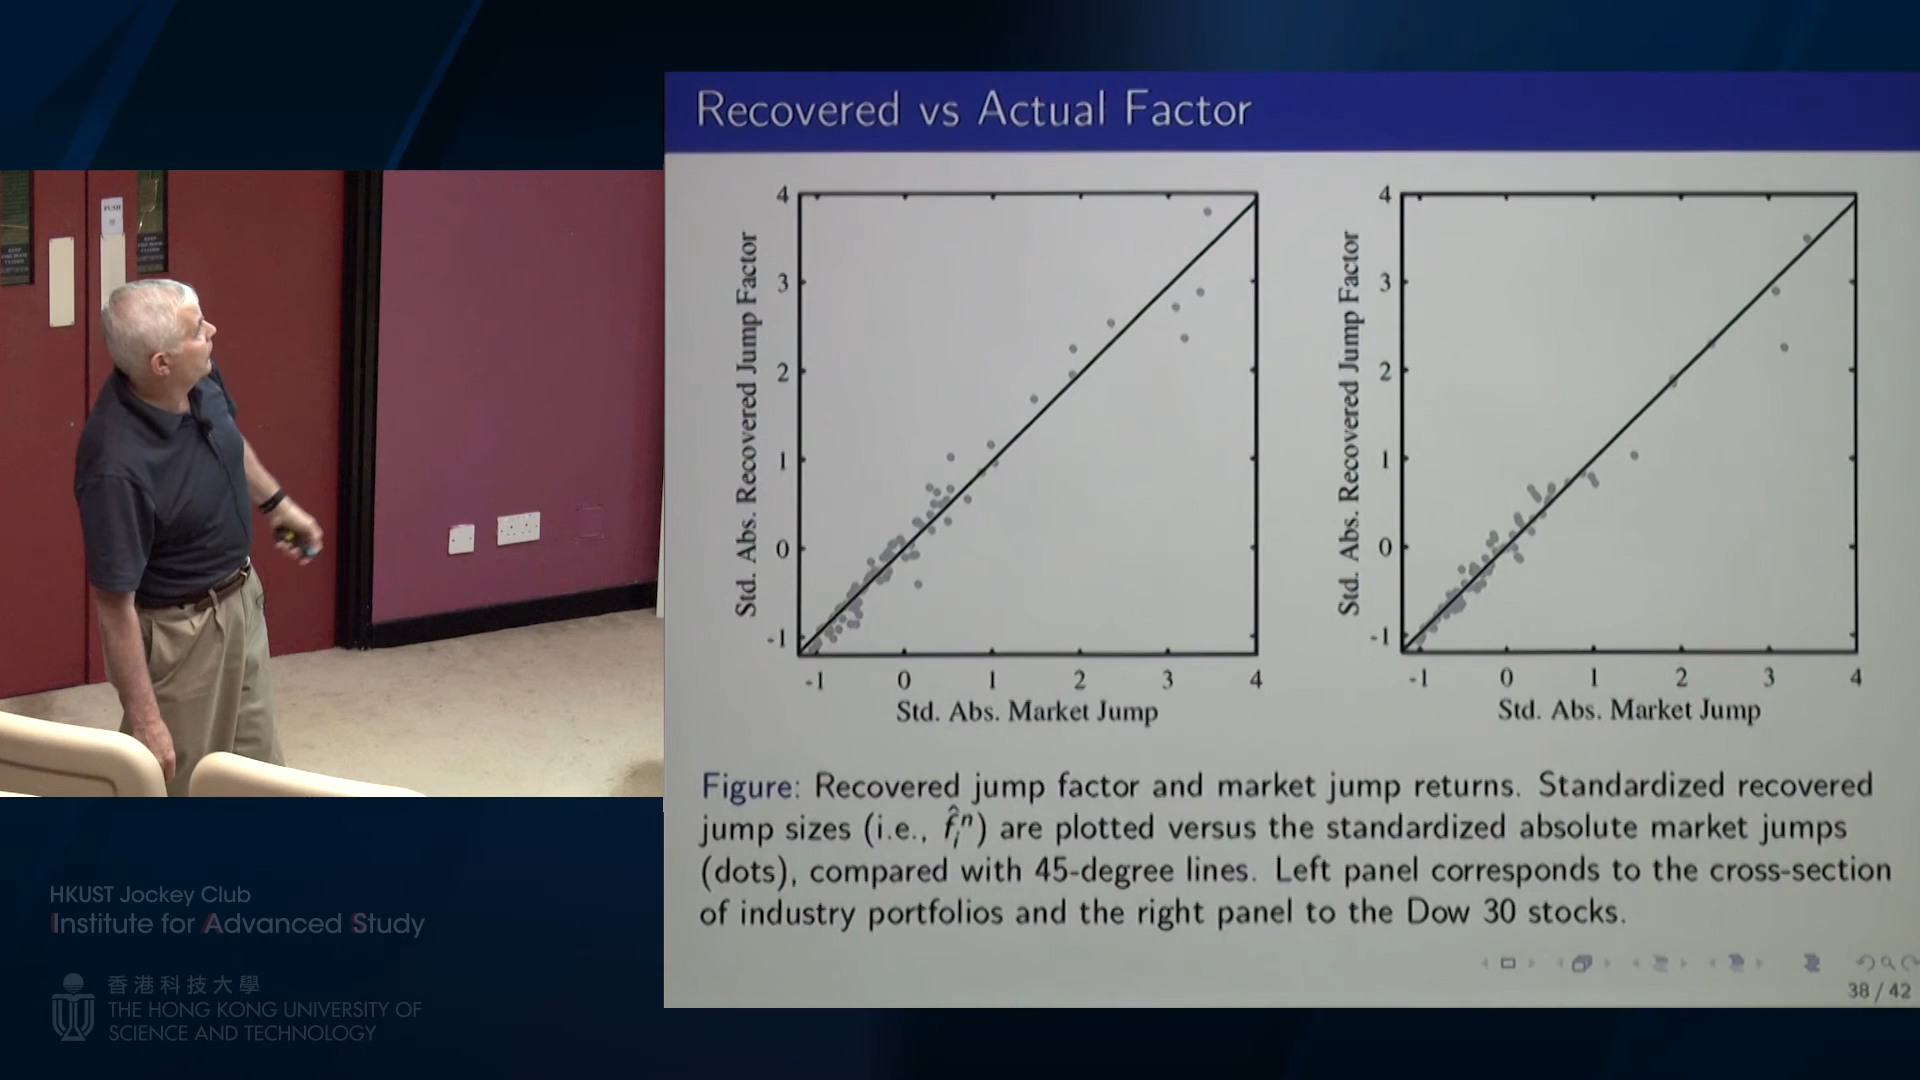 Recovered vs Actual Factor
4
3
2
1
0
-1
Std. Abs. Recovered Jump Factor
-1 0 1 2 3 4
Std. Abs. Market Jump
4
3
2
1
0
-1
Std. Abs. Recovered Jump Factor
-1 0 1 2 3 4
Std. Abs. Market Jump
Figure: Recovered jump factor and market jump returns. Standardized recovered
jump sizes (i.e., f̂ᵢⁿ) are plotted versus the standardized absolute market jumps
(dots), compared with 45-degree lines. Left panel corresponds to the cross-section
of industry portfolios and the right panel to the Dow 30 stocks.
38 / 42
PUSH
HKUST Jockey Club
Institute for Advanced Study
香港科技大學
THE HONG KONG UNIVERSITY OF
SCIENCE AND TECHNOLOGY